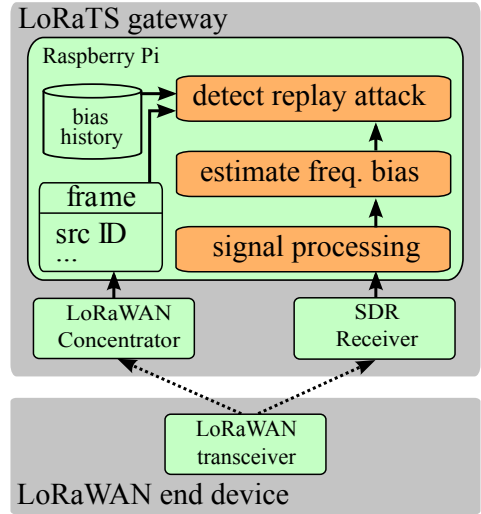 LoRaTS gateway
Raspberry Pi
detect replay attack
bias
history
estimate freq. bias
frame
src ID
...
signal processing
LoRaWAN
Concentrator
SDR
Receiver
LoRaWAN
transceiver
LoRaWAN end device